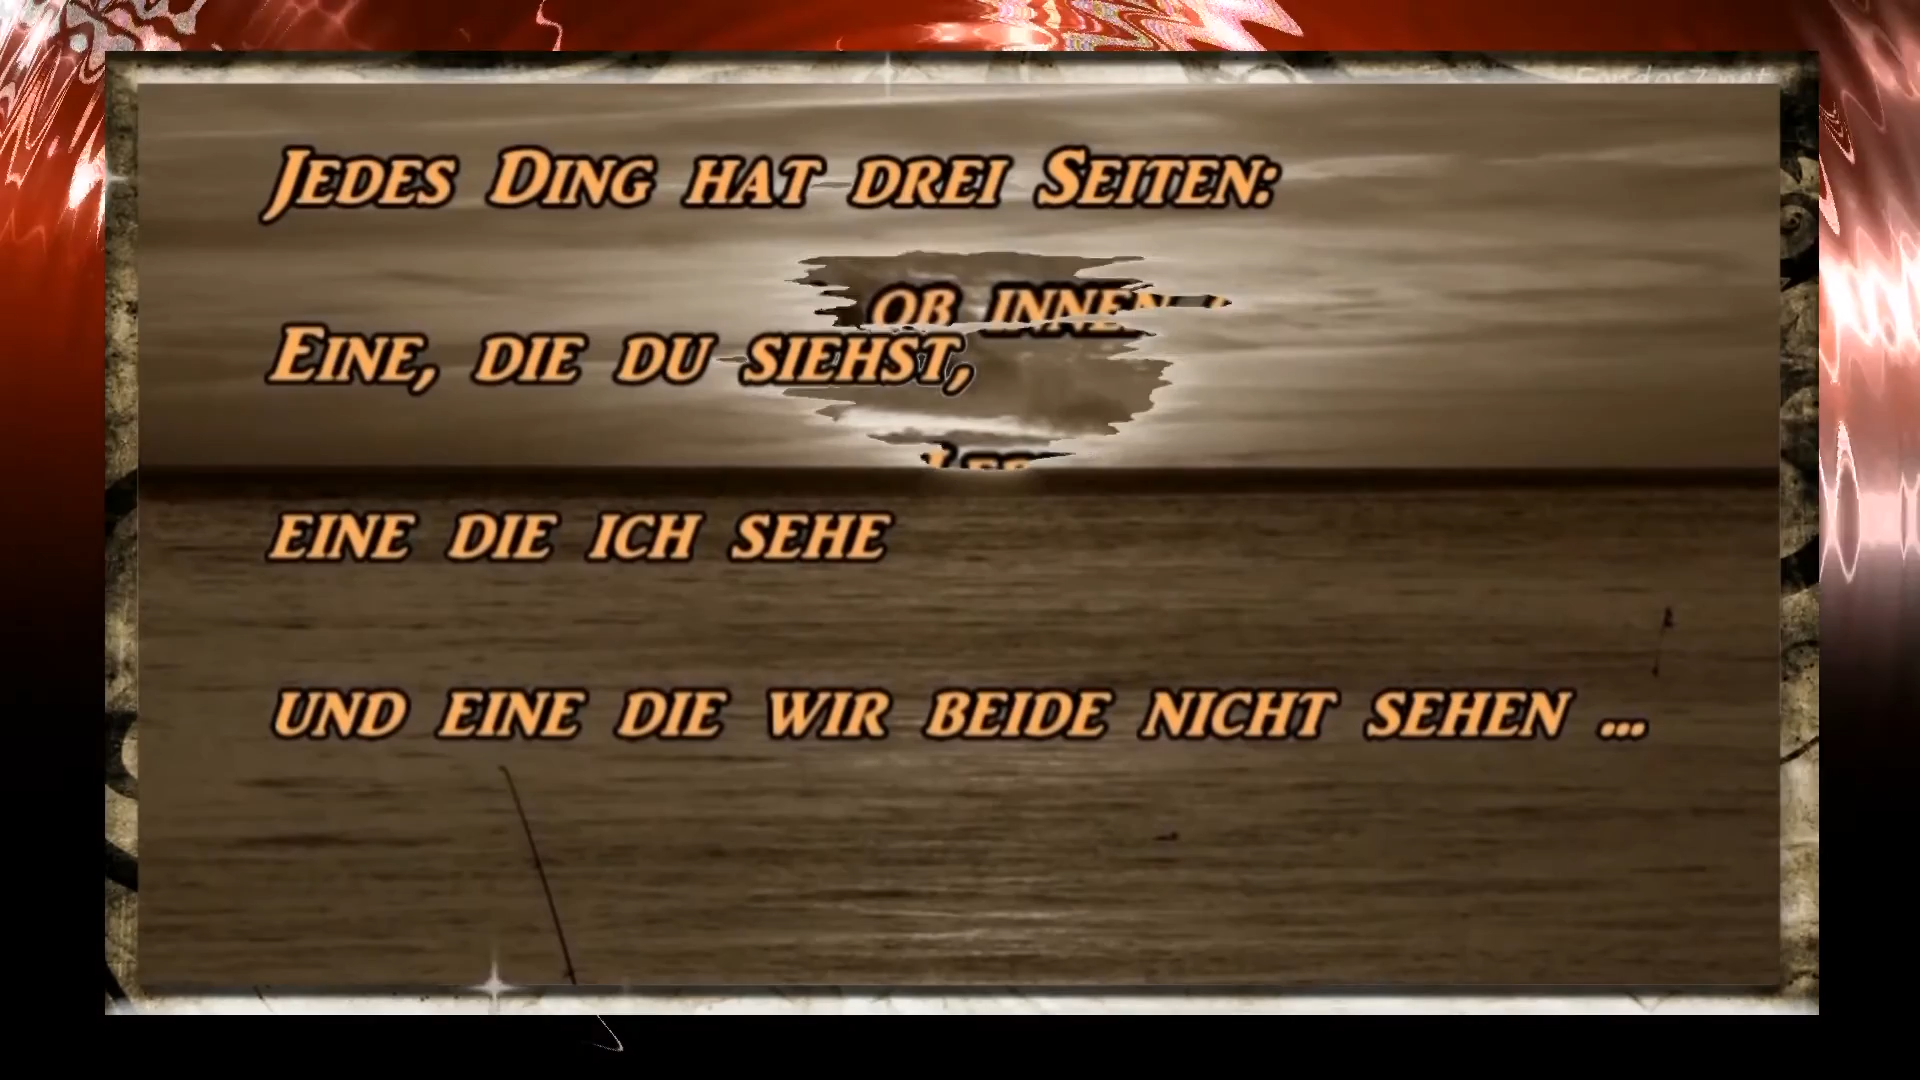 Jedes Ding hat drei Seiten:
ob innen
Eine, die du siehst,
eine die ich sehe
und eine die wir beide nicht sehen ...